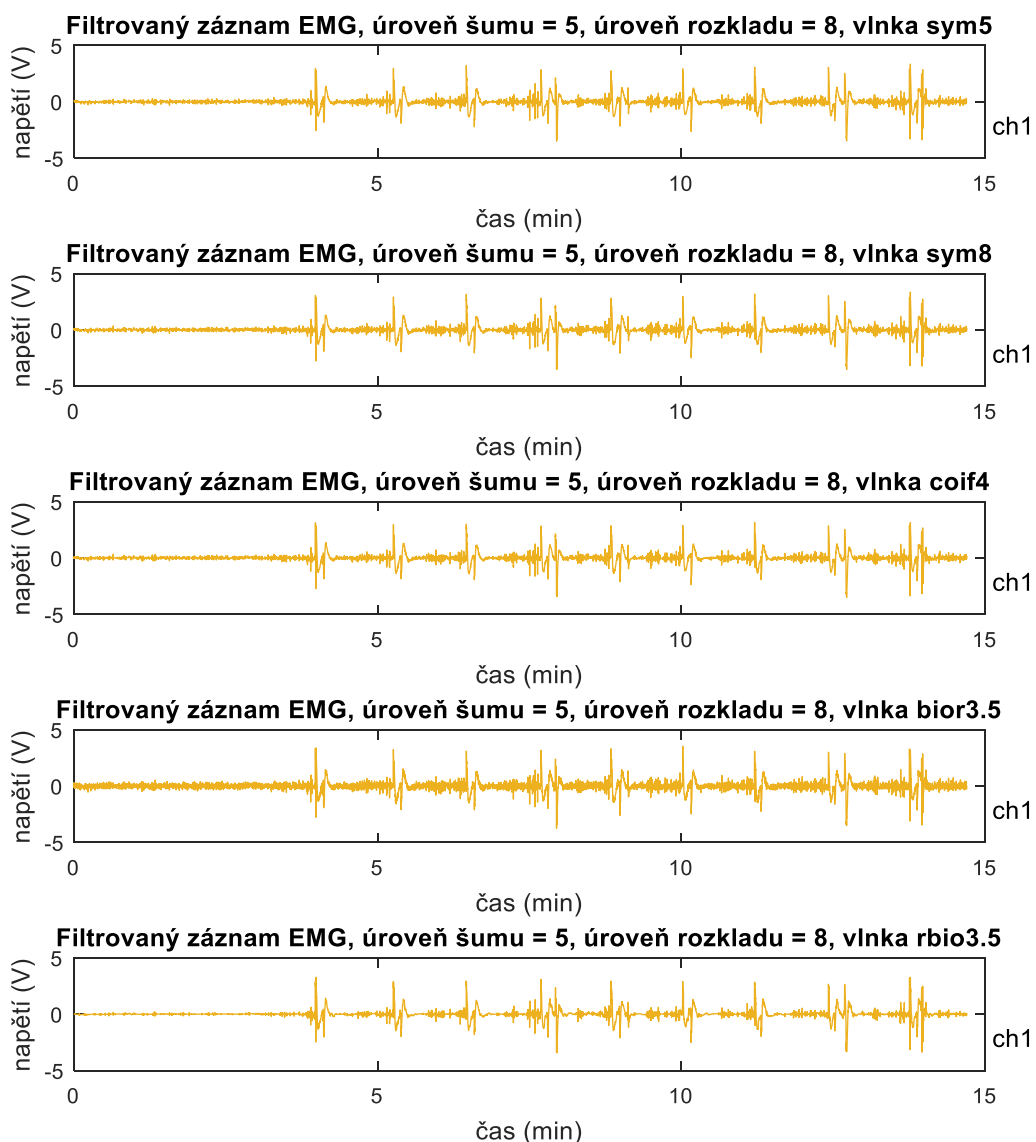 Filtrovaný záznam EMG, úroveň šumu = 5, úroveň rozkladu = 8, vlnka sym5
napětí (V)
5
0
-5
ch1
0 5 10 15
čas (min)
Filtrovaný záznam EMG, úroveň šumu = 5, úroveň rozkladu = 8, vlnka sym8
napětí (V)
5
0
-5
ch1
0 5 10 15
čas (min)
Filtrovaný záznam EMG, úroveň šumu = 5, úroveň rozkladu = 8, vlnka coif4
napětí (V)
5
0
-5
ch1
0 5 10 15
čas (min)
Filtrovaný záznam EMG, úroveň šumu = 5, úroveň rozkladu = 8, vlnka bior3.5
napětí (V)
5
0
-5
ch1
0 5 10 15
čas (min)
Filtrovaný záznam EMG, úroveň šumu = 5, úroveň rozkladu = 8, vlnka rbio3.5
napětí (V)
5
0
-5
ch1
0 5 10 15
čas (min)